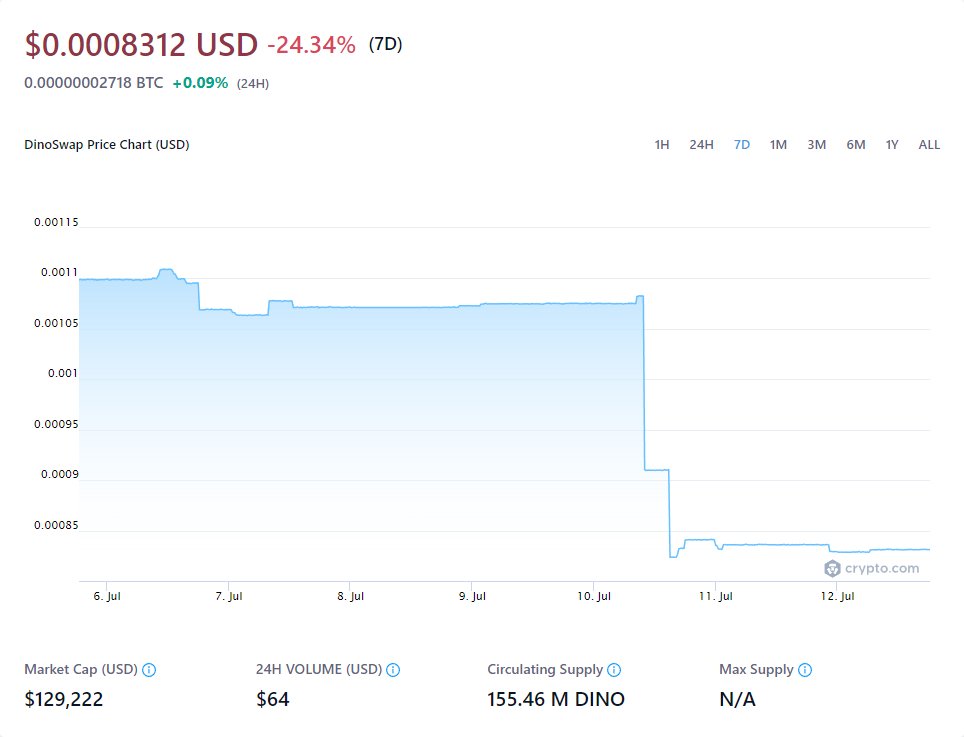 $0.0008312 USD -24.34% (7D)
0.00000002718 BTC +0.09% (24H)
DinoSwap Price Chart (USD) 1H 24H 7D 1M 3M 6M 1Y ALL
0.00115
0.0011
0.00105
0.001
0.00095
0.0009
0.00085
crypto.com
6. Jul 7. Jul 8. Jul 9. Jul 10. Jul 11. Jul 12. Jul
Market Cap (USD) 24H VOLUME (USD) Circulating Supply Max Supply
$129,222 $64 155.46 M DINO N/A